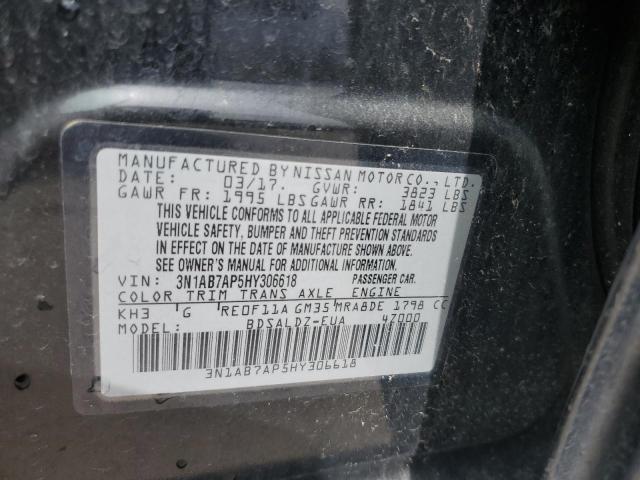 MANUFACTURED BY NISSAN MOTOR CO., LTD.
DATE: 03/17. GVWR: 3823 LBS
GAWR FR: 1995 LBS GAWR RR: 1841 LBS
THIS VEHICLE CONFORMS TO ALL APPLICABLE FEDERAL MOTOR
VEHICLE SAFETY, BUMPER AND THEFT PREVENTION STANDARDS
IN EFFECT ON THE DATE OF MANUFACTURE SHOWN ABOVE.
SEE OWNER'S MANUAL FOR ADDITIONAL INFORMATION.
VIN: 3N1AB7AP5HY306618 PASSENGER CAR.
COLOR TRIM TRANS AXLE ENGINE
KH3 G RE0F11A GM35 MRA8DE 1798 CC
MODEL: BDSALDZ-EUA 47000
3N1AB7AP5HY306618